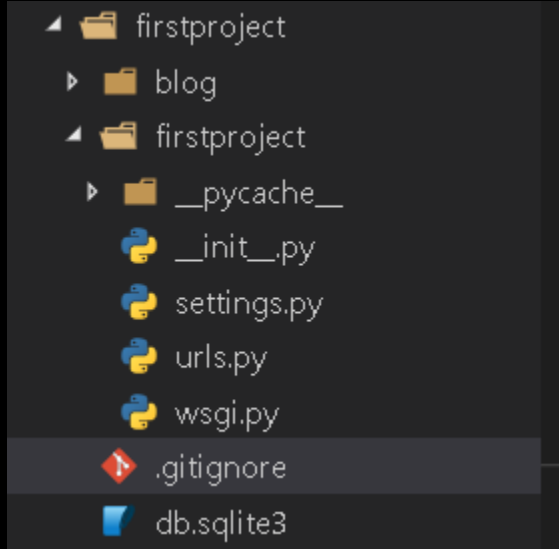 firstproject
blog
firstproject
__pycache__
__init__.py
settings.py
urls.py
wsgi.py
.gitignore
db.sqlite3